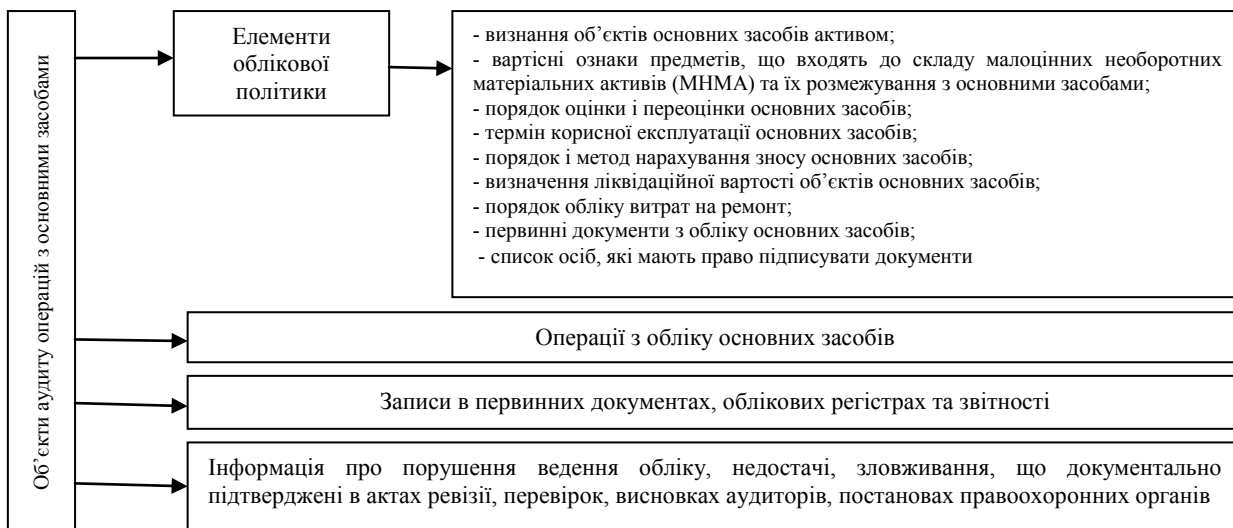 Об’єкти аудиту операцій з основними засобами
Елементи
облікової
політики
- визнання об’єктів основних засобів активом;
- вартісні ознаки предметів, що входять до складу малоцінних необоротних
матеріальних активів (МНМА) та їх розмежування з основними засобами;
- порядок оцінки і переоцінки основних засобів;
- термін корисної експлуатації основних засобів;
- порядок і метод нарахування зносу основних засобів;
- визначення ліквідаційної вартості об’єктів основних засобів;
- порядок обліку витрат на ремонт;
- первинні документи з обліку основних засобів;
- список осіб, які мають право підписувати документи
Операції з обліку основних засобів
Записи в первинних документах, облікових регістрах та звітності
Інформація про порушення ведення обліку, недостачі, зловживання, що документально
підтверджені в актах ревізії, перевірок, висновках аудиторів, постановах правоохоронних органів